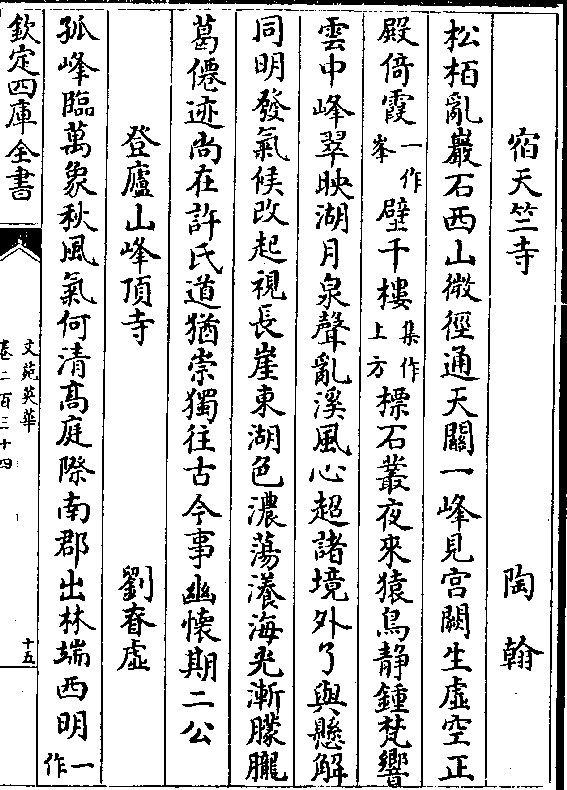 宿天竺寺　陶翰
松栢亂巖石西山微徑通天闢一峰見宫闕生虚空正
殿倚霞一作峯壁千樓集作上方標石叢夜來猿鳥静鍾梵響
雲中峰翠映湖月泉聲亂溪風心超諸境外了與懸解
同明發氣候改起視長崖東湖色濃蕩瀁海光漸朦朧
葛僊迹尚在許氏道猶崇獨往古今事幽懷期二公
登廬山峰頂寺　劉眘虚
孤峰臨萬象秋風氣何清髙庭際南郡出林端西明一作
欽定四庫全書
文苑英華
卷二百三十四
十五